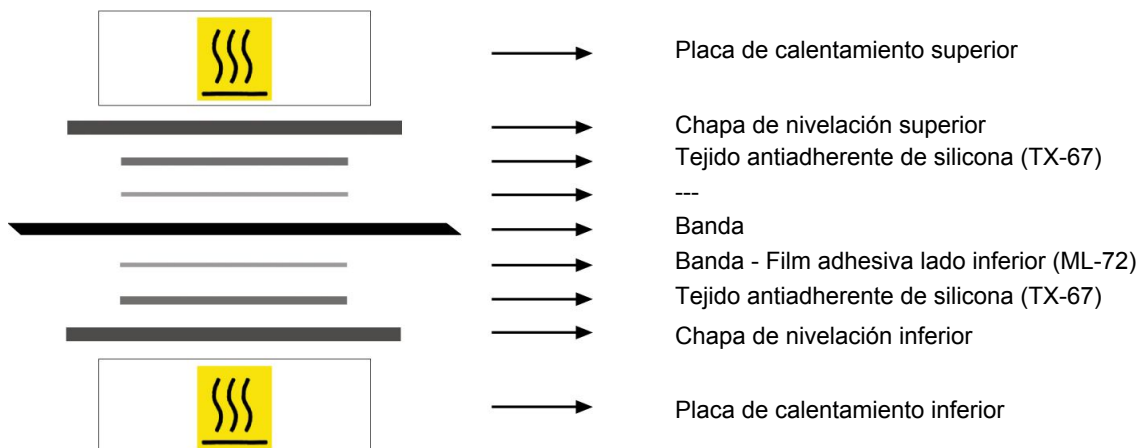 Placa de calentamiento superior
Chapa de nivelación superior
Tejido antiadherente de silicona (TX-67)
---
Banda
Banda - Film adhesiva lado inferior (ML-72)
Tejido antiadherente de silicona (TX-67)
Chapa de nivelación inferior
Placa de calentamiento inferior